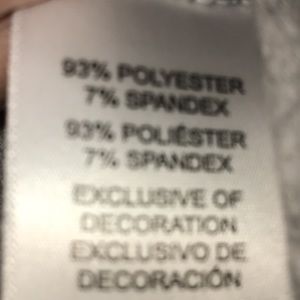 93% POLYESTER
7% SPANDEX
93% POLIÉSTER
7% SPANDEX
EXCLUSIVE OF
DECORATION
EXCLUSIVO DE
DECORACIÓN